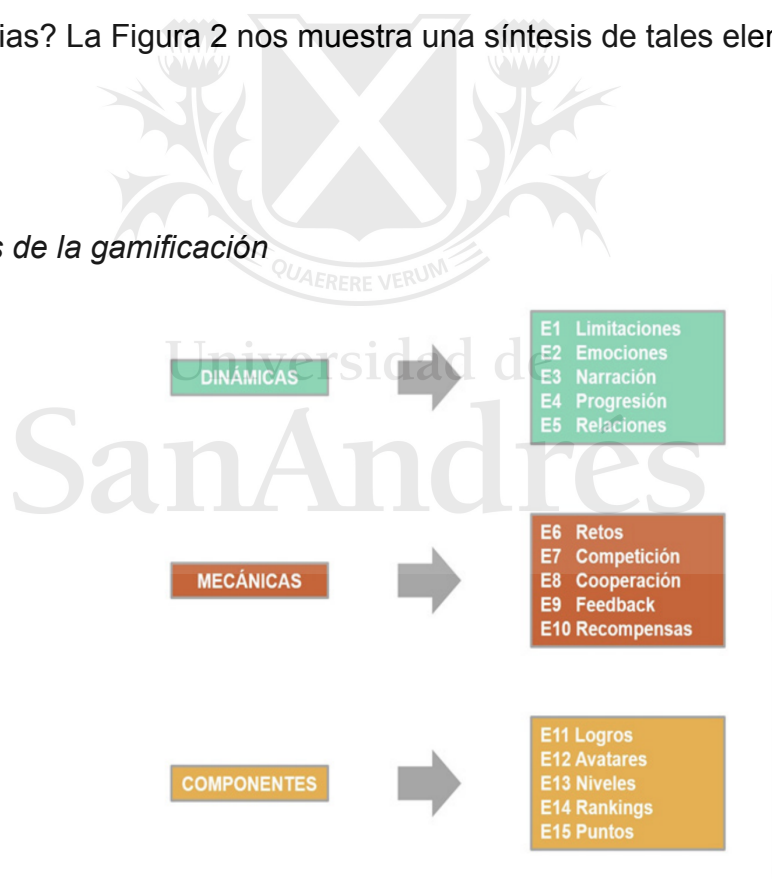 ias? La Figura 2 nos muestra una síntesis de tales eler
s de la gamificación
QUAERERE VERUM
Universidad de
SanAndrés
DINÁMICAS
E1 Limitaciones
E2 Emociones
E3 Narración
E4 Progresión
E5 Relaciones
MECÁNICAS
E6 Retos
E7 Competición
E8 Cooperación
E9 Feedback
E10 Recompensas
COMPONENTES
E11 Logros
E12 Avatares
E13 Niveles
E14 Rankings
E15 Puntos